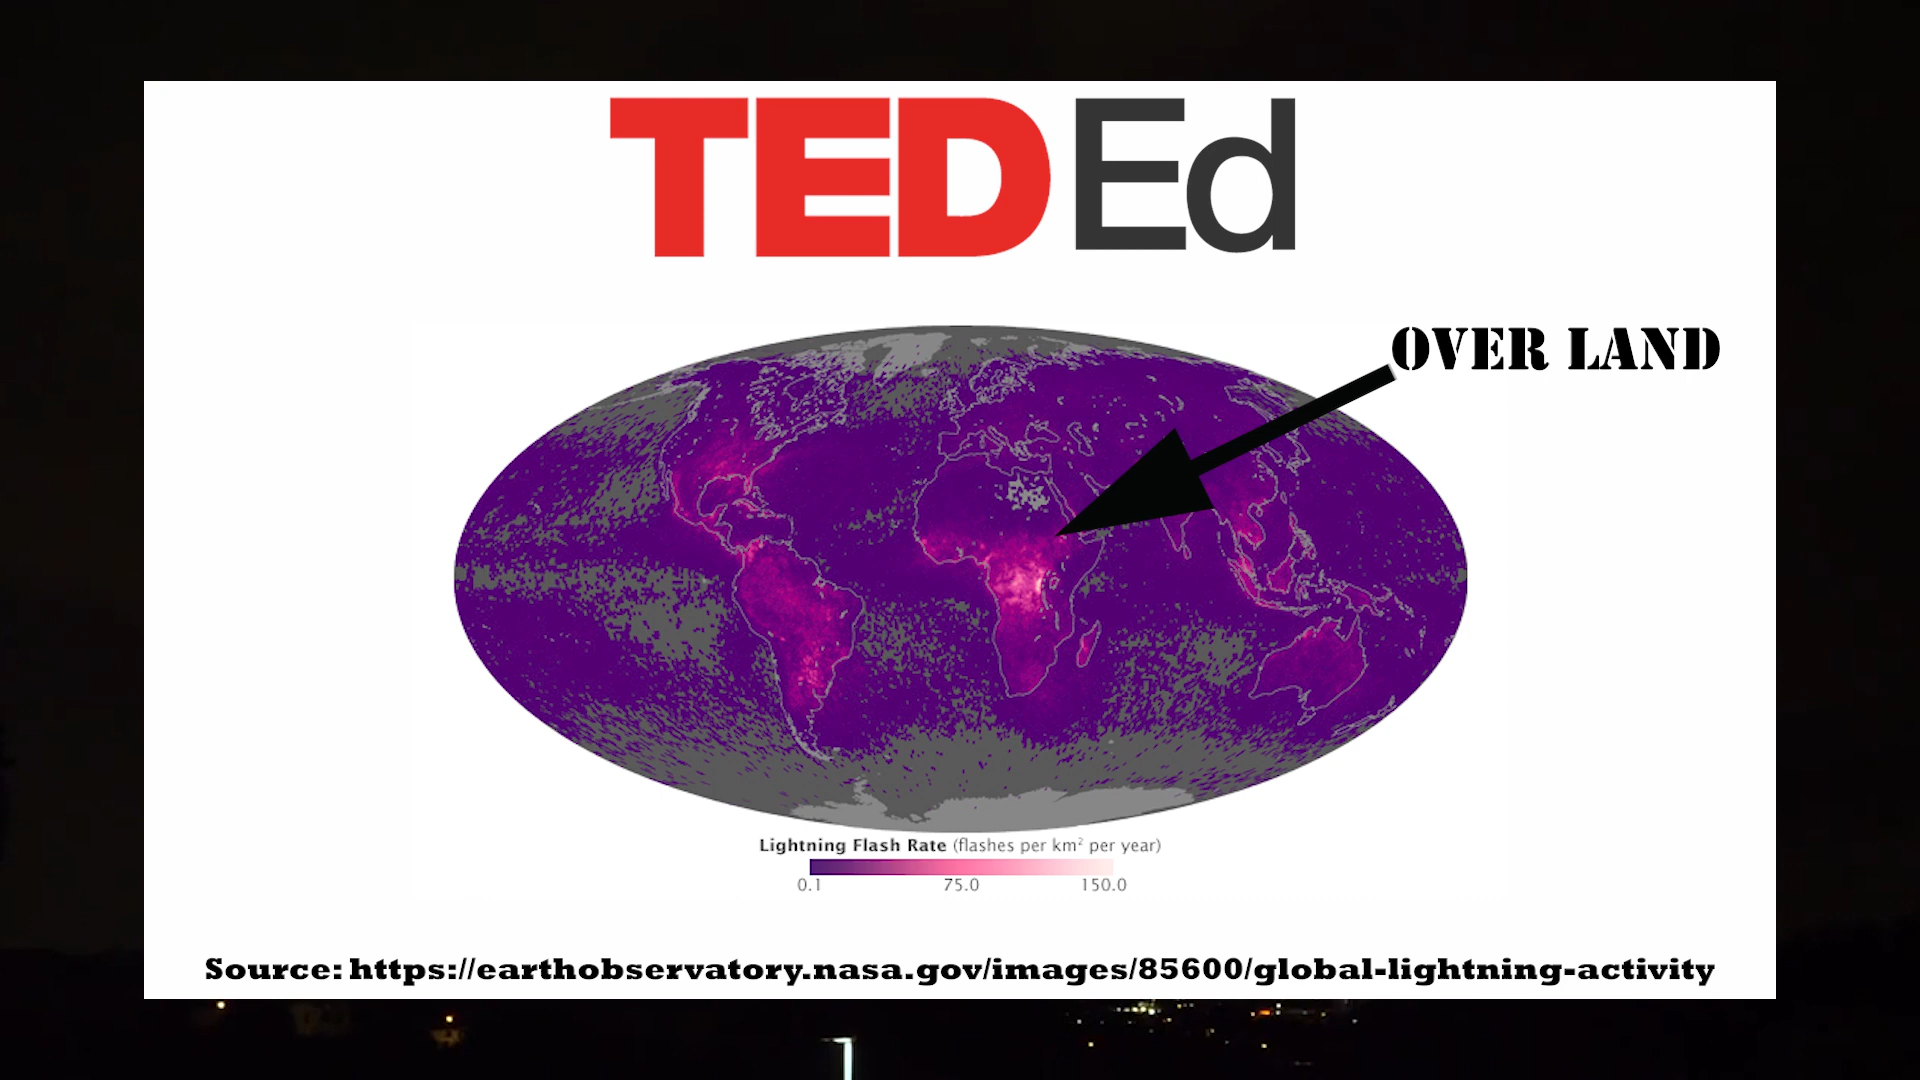 TED Ed
OVER LAND
Lightning Flash Rate (flashes per km² per year)
0.1 75.0 150.0
Source: https://earthobservatory.nasa.gov/images/85600/global-lightning-activity